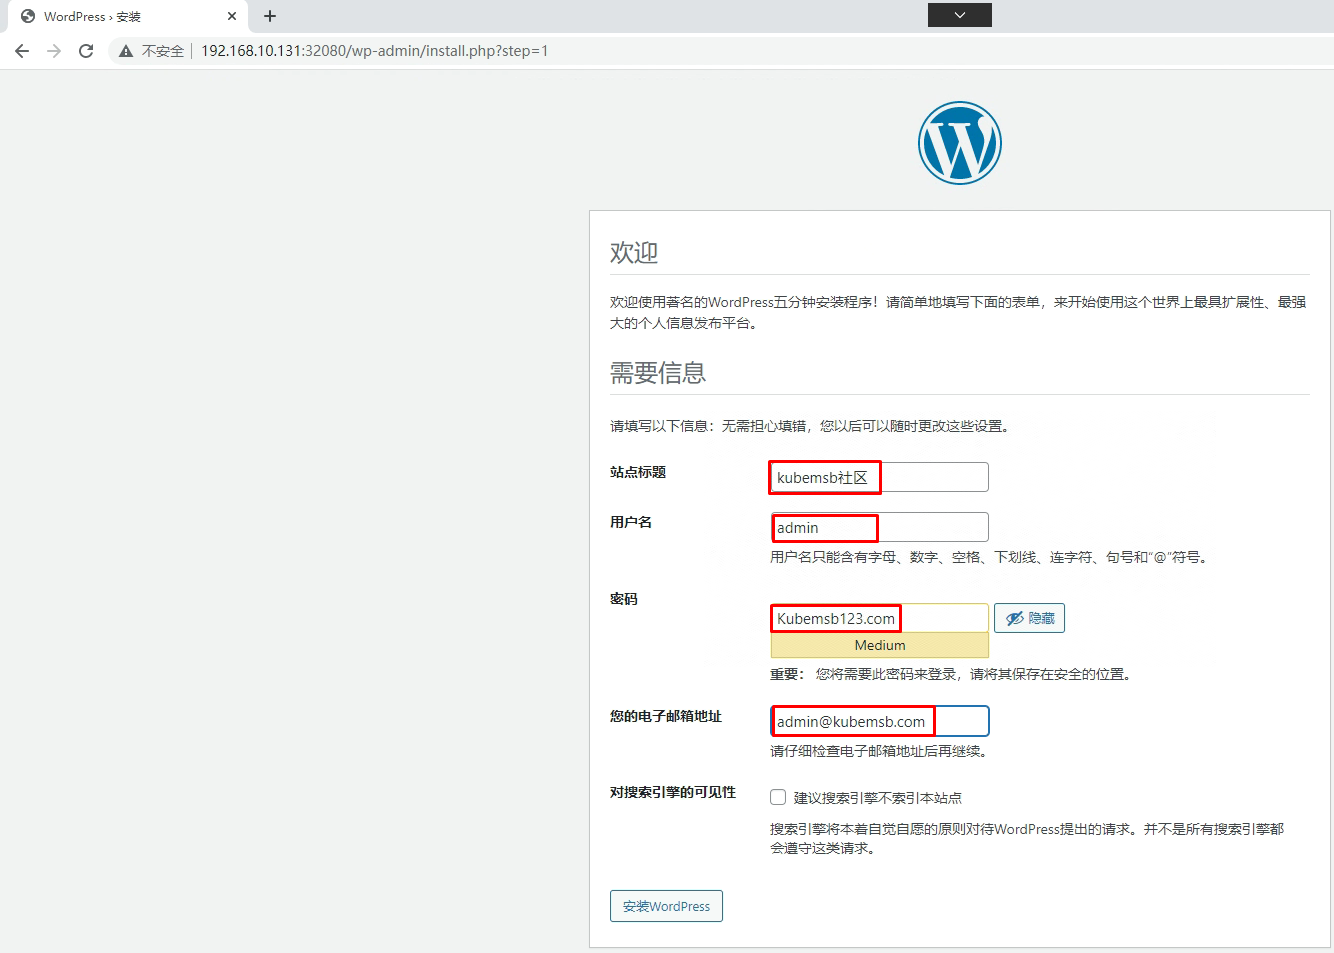 WordPress › 安装
不安全 192.168.10.131:32080/wp-admin/install.php?step=1
欢迎
欢迎使用著名的WordPress五分钟安装程序！请简单地填写下面的表单，来开始使用这个世界上最具扩展性、最强
大的个人信息发布平台。
需要信息
请填写以下信息：无需担心填错，您以后可以随时更改这些设置。
站点标题 kubemsb社区
用户名 admin
用户名只能含有字母、数字、空格、下划线、连字符、句号和“@”符号。
密码
Kubemsb123.com 隐藏
Medium
重要： 您将需要此密码来登录，请将其保存在安全的位置。
您的电子邮箱地址 admin@kubemsb.com
请仔细检查电子邮箱地址后再继续。
对搜索引擎的可见性 建议搜索引擎不索引本站点
搜索引擎将本着自觉自愿的原则对待WordPress提出的请求。并不是所有搜索引擎都
会遵守这类请求。
安装WordPress